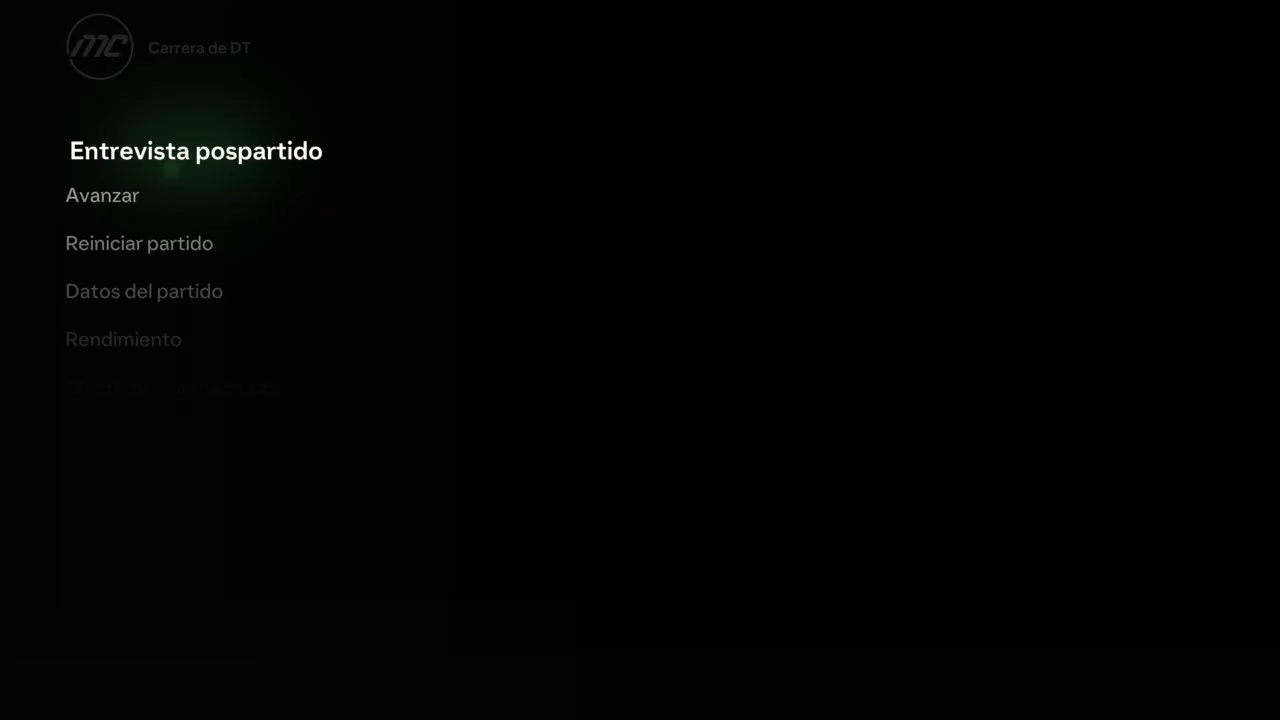 MC
Carrera de DT
Entrevista pospartido
Avanzar
Reiniciar partido
Datos del partido
Rendimiento